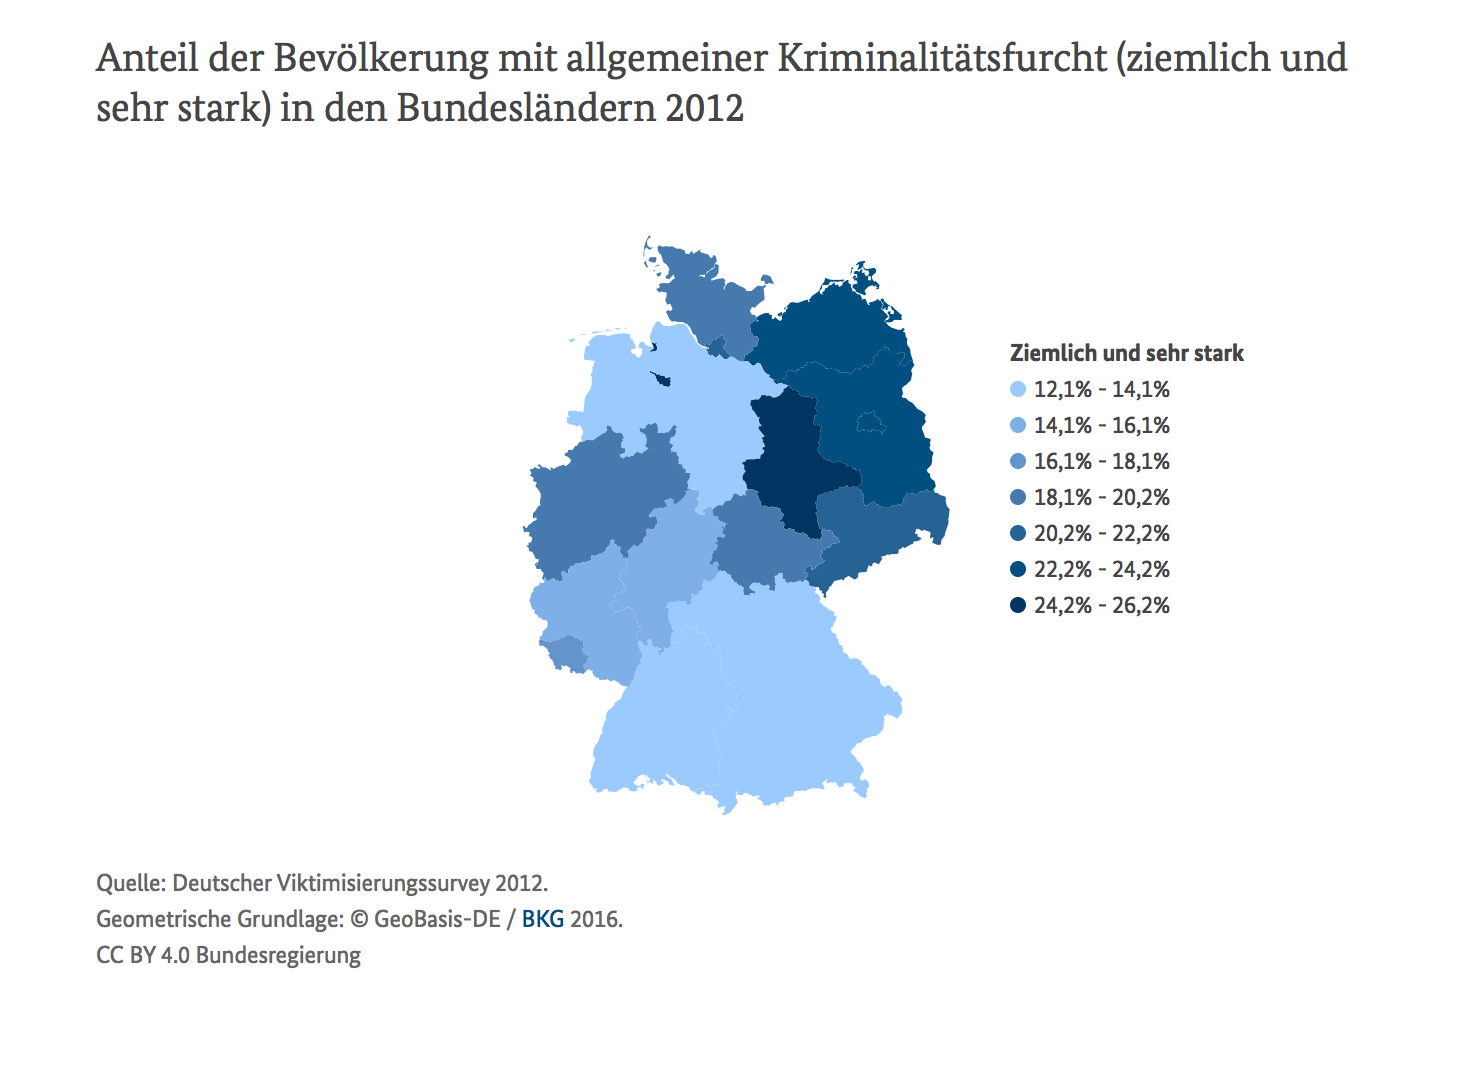 Anteil der Bevölkerung mit allgemeiner Kriminalitätsfurcht (ziemlich und
sehr stark) in den Bundesländern 2012
Ziemlich und sehr stark
12,1% - 14,1%
14,1% - 16,1%
16,1% - 18,1%
18,1% - 20,2%
20,2% - 22,2%
22,2% - 24,2%
24,2% - 26,2%
Quelle: Deutscher Viktimisierungssurvey 2012.
Geometrische Grundlage: © GeoBasis-DE / BKG 2016.
CC BY 4.0 Bundesregierung